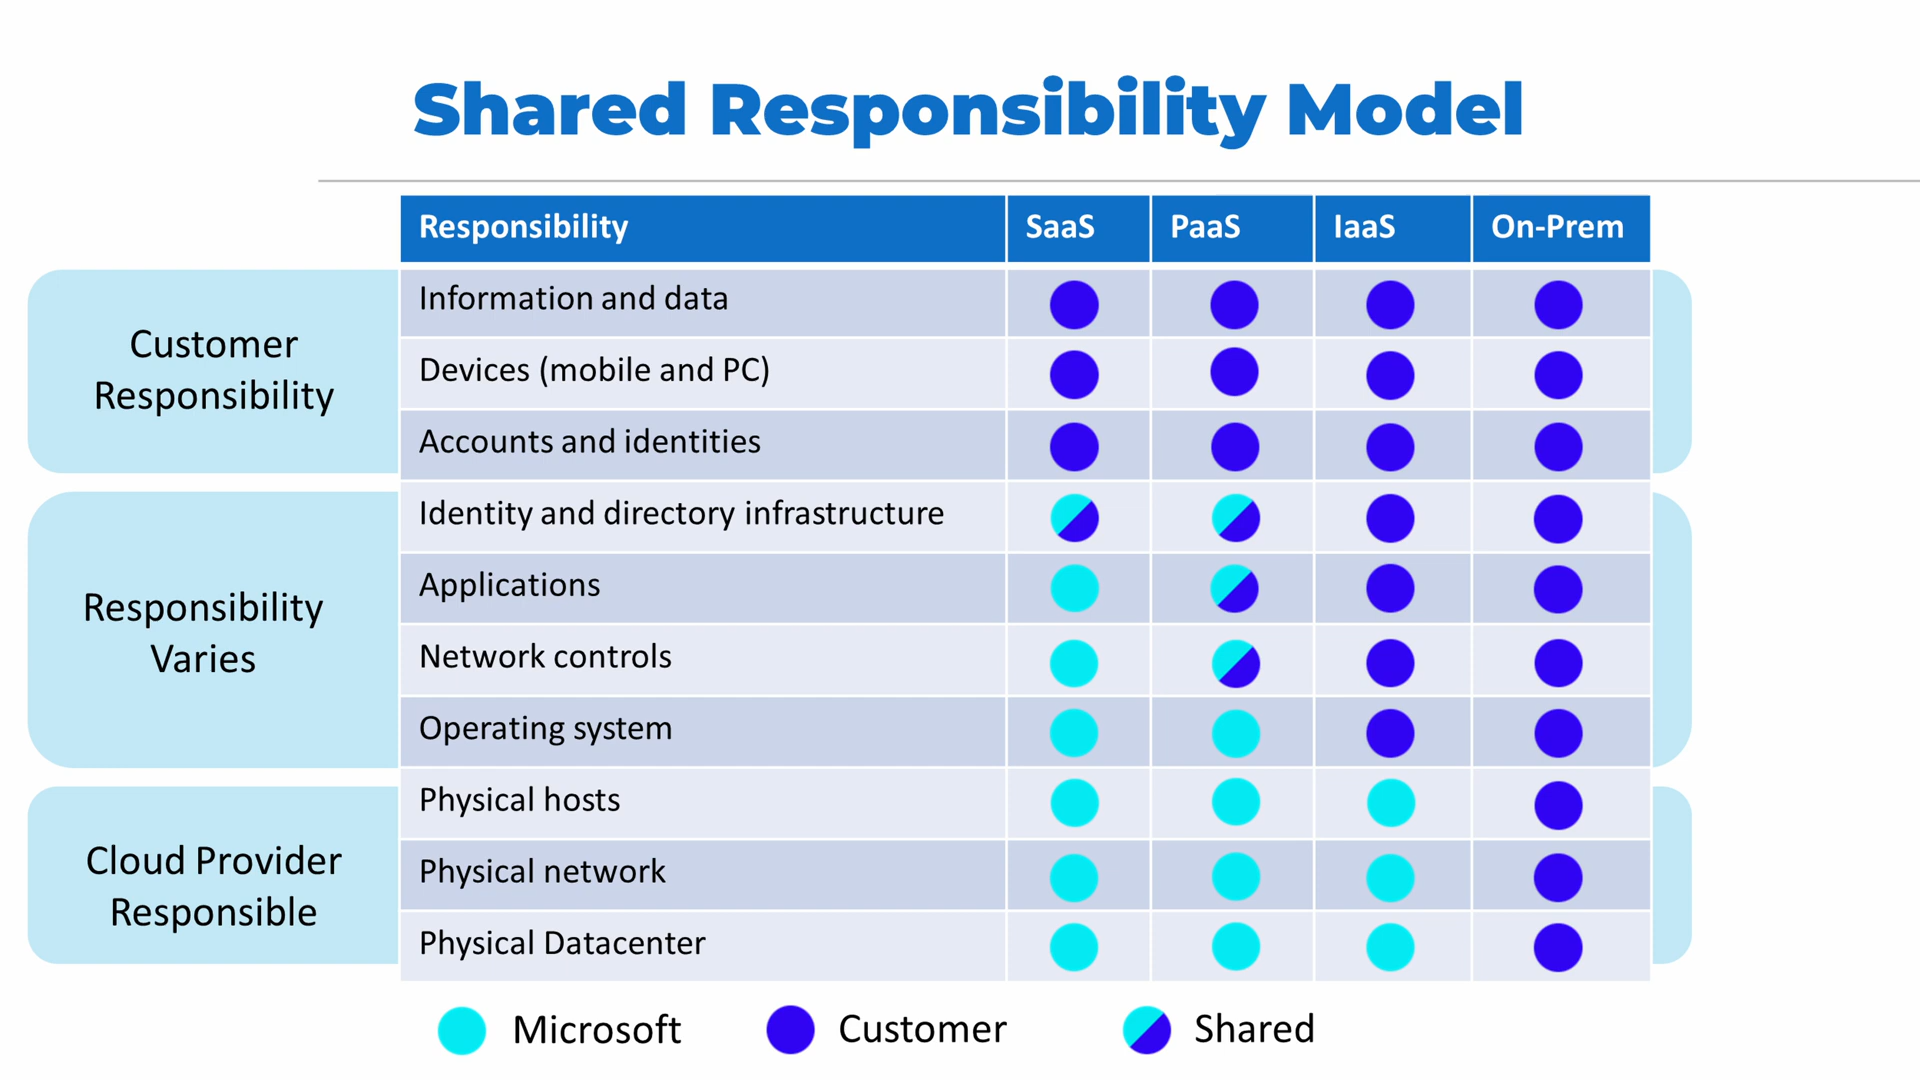 Shared Responsibility Model
Responsibility SaaS PaaS IaaS On-Prem
Customer
Responsibility
Information and data
Devices (mobile and PC)
Accounts and identities
Responsibility
Varies
Identity and directory infrastructure
Applications
Network controls
Operating system
Cloud Provider
Responsible
Physical hosts
Physical network
Physical Datacenter
Microsoft Customer Shared